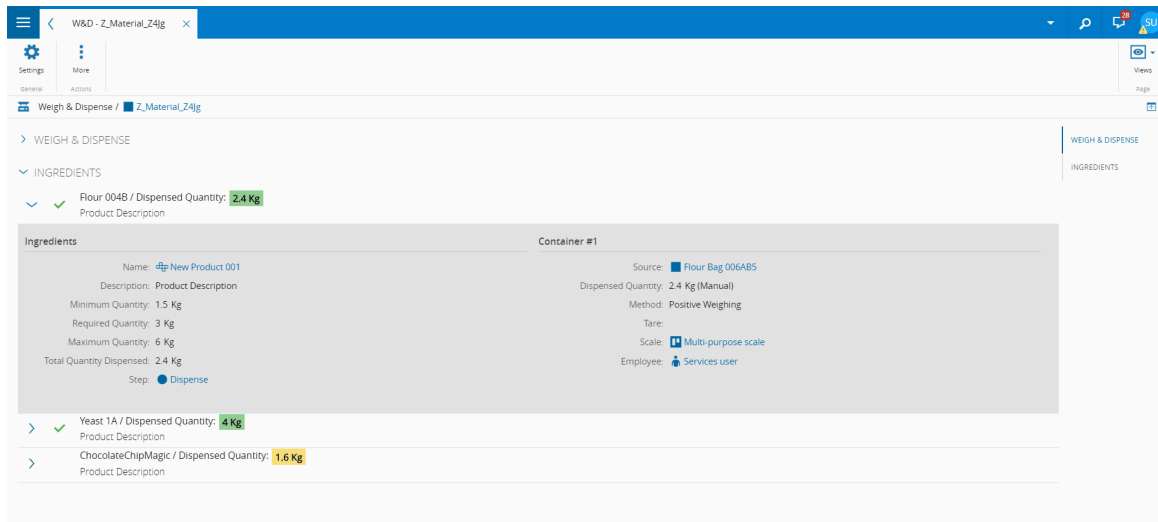 W&D - Z_Material_Z4Jg
28
SU
Settings
More
Views
General
Actions
Page
Weigh & Dispense / Z_Material_Z4Jg
WEIGH & DISPENSE
INGREDIENTS
Flour 004B / Dispensed Quantity: 2.4 Kg
Product Description
Ingredients
Name: New Product 001
Description: Product Description
Minimum Quantity: 1.5 Kg
Required Quantity: 3 Kg
Maximum Quantity: 6 Kg
Total Quantity Dispensed: 2.4 Kg
Step: Dispense
Container #1
Source: Flour Bag 006AB5
Dispensed Quantity: 2.4 Kg (Manual)
Method: Positive Weighing
Tare:
Scale: Multi-purpose scale
Employee: Services user
Yeast 1A / Dispensed Quantity: 4 Kg
Product Description
ChocolateChipMagic / Dispensed Quantity: 1.6 Kg
Product Description
WEIGH & DISPENSE
INGREDIENTS